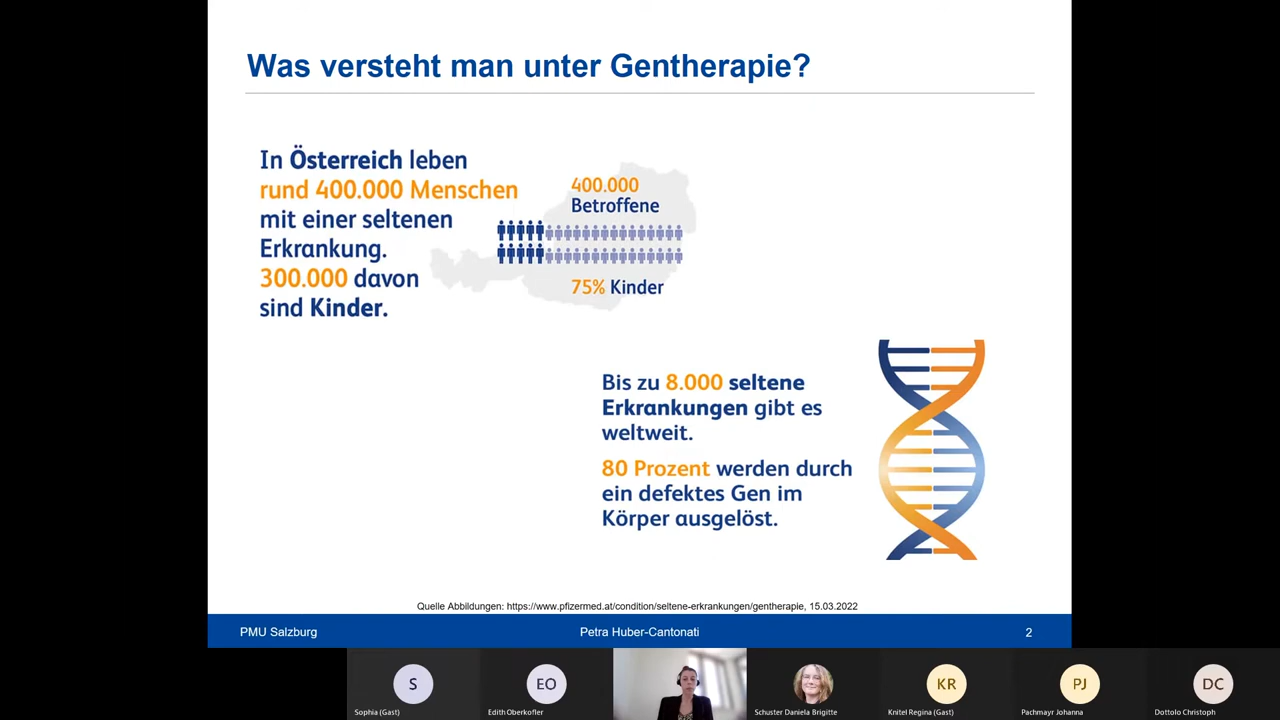 Was versteht man unter Gentherapie?
In Österreich leben
rund 400.000 Menschen
mit einer seltenen
Erkrankung.
300.000 davon
sind Kinder.
400.000
Betroffene
75% Kinder
Bis zu 8.000 seltene
Erkrankungen gibt es
weltweit.
80 Prozent werden durch
ein defektes Gen im
Körper ausgelöst.
Quelle Abbildungen: https://www.pfizermed.at/condition/seltene-erkrankungen/gentherapie, 15.03.2022
PMU Salzburg
Petra Huber-Cantonati
2
S
EO
KR
PJ
DC
Sophia (Gast)
Edith Oberkofler
Schuster Daniela Brigitte
Knitel Regina (Gast)
Pachmayr Johanna
Dottolo Christoph